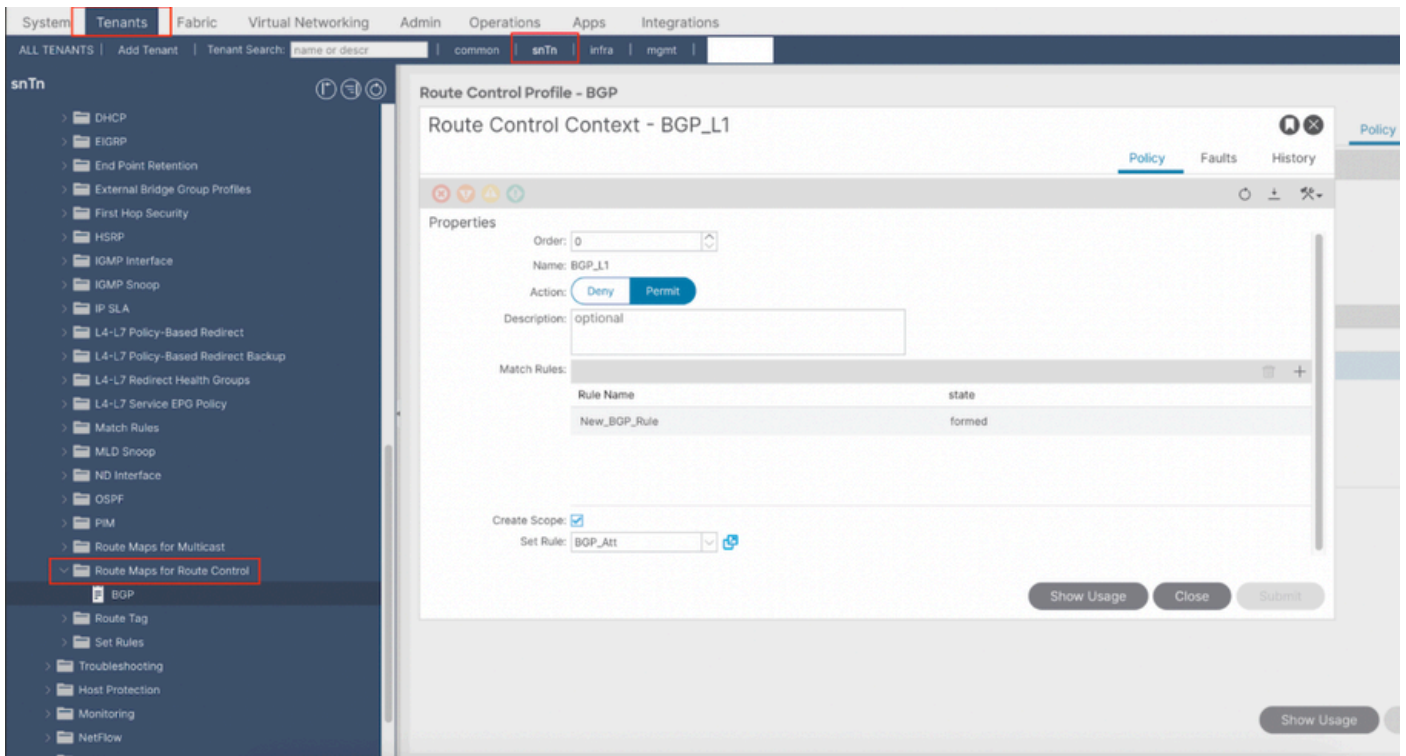 System Tenants Fabric Virtual Networking Admin Operations Apps Integrations
ALL TENANTS | Add Tenant | Tenant Search: name or descr | common | snTn | infra | mgmt |
snTn
DHCP
EIGRP
End Point Retention
External Bridge Group Profiles
First Hop Security
HSRP
IGMP Interface
IGMP Snoop
IP SLA
L4-L7 Policy-Based Redirect
L4-L7 Policy-Based Redirect Backup
L4-L7 Redirect Health Groups
L4-L7 Service EPG Policy
Match Rules
MLD Snoop
ND Interface
OSPF
PIM
Route Maps for Multicast
Route Maps for Route Control
BGP
Route Tag
Set Rules
Troubleshooting
Host Protection
Monitoring
NetFlow
Route Control Profile - BGP
Route Control Context - BGP_L1
Policy
Policy Faults History
Properties
Order: 0
Name: BGP_L1
Action: Deny Permit
Description: optional
Match Rules:
Rule Name state
New_BGP_Rule formed
Create Scope:
Set Rule: BGP_Att
Show Usage Close Submit
Show Usage